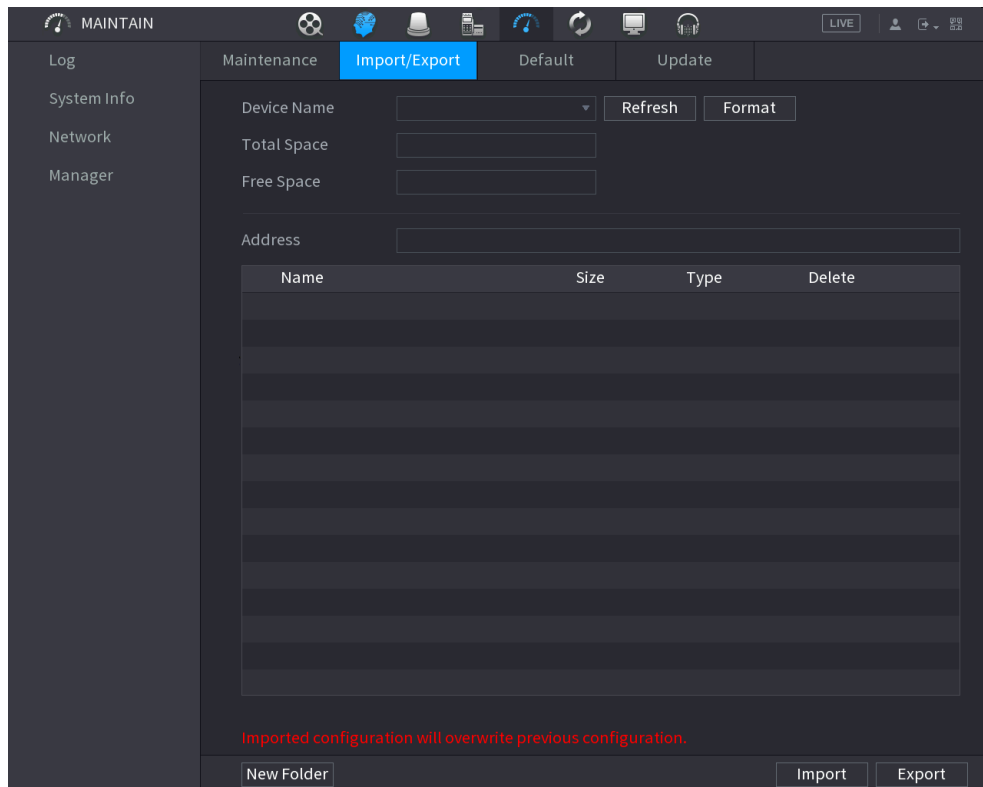 MAINTAIN
LIVE
Log
System Info
Network
Manager
Maintenance Import/Export Default Update
Device Name Refresh Format
Total Space
Free Space
Address
Name Size Type Delete
Imported configuration will overwrite previous configuration.
New Folder Import Export